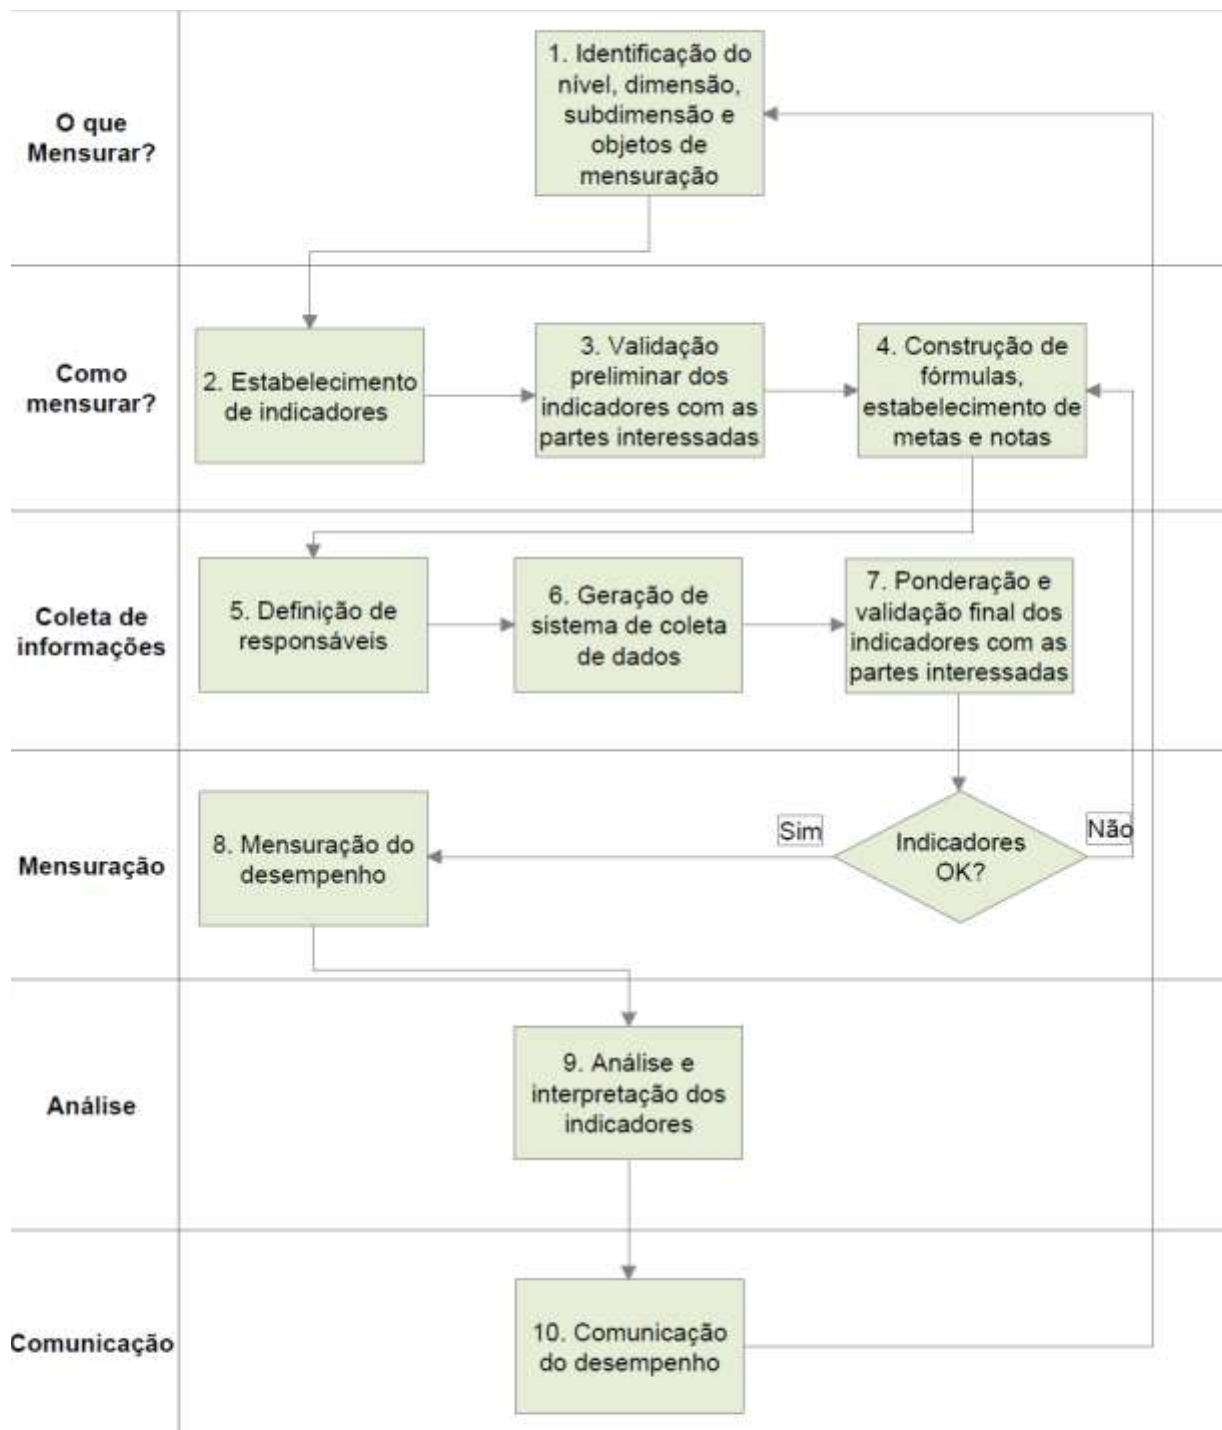 O que
Mensurar?
1. Identificação do
nível, dimensão,
subdimensão e
objetos de
mensuração
Como
mensurar?
2. Estabelecimento
de indicadores
3. Validação
preliminar dos
indicadores com as
partes interessadas
4. Construção de
fórmulas,
estabelecimento de
metas e notas
Coleta de
informações
5. Definição de
responsáveis
6. Geração de
sistema de coleta
de dados
7. Ponderação e
validação final dos
indicadores com as
partes interessadas
Mensuração
8. Mensuração do
desempenho
Sim
Indicadores
OK?
Não
Análise
9. Análise e
interpretação dos
indicadores
Comunicação
10. Comunicação
do desempenho